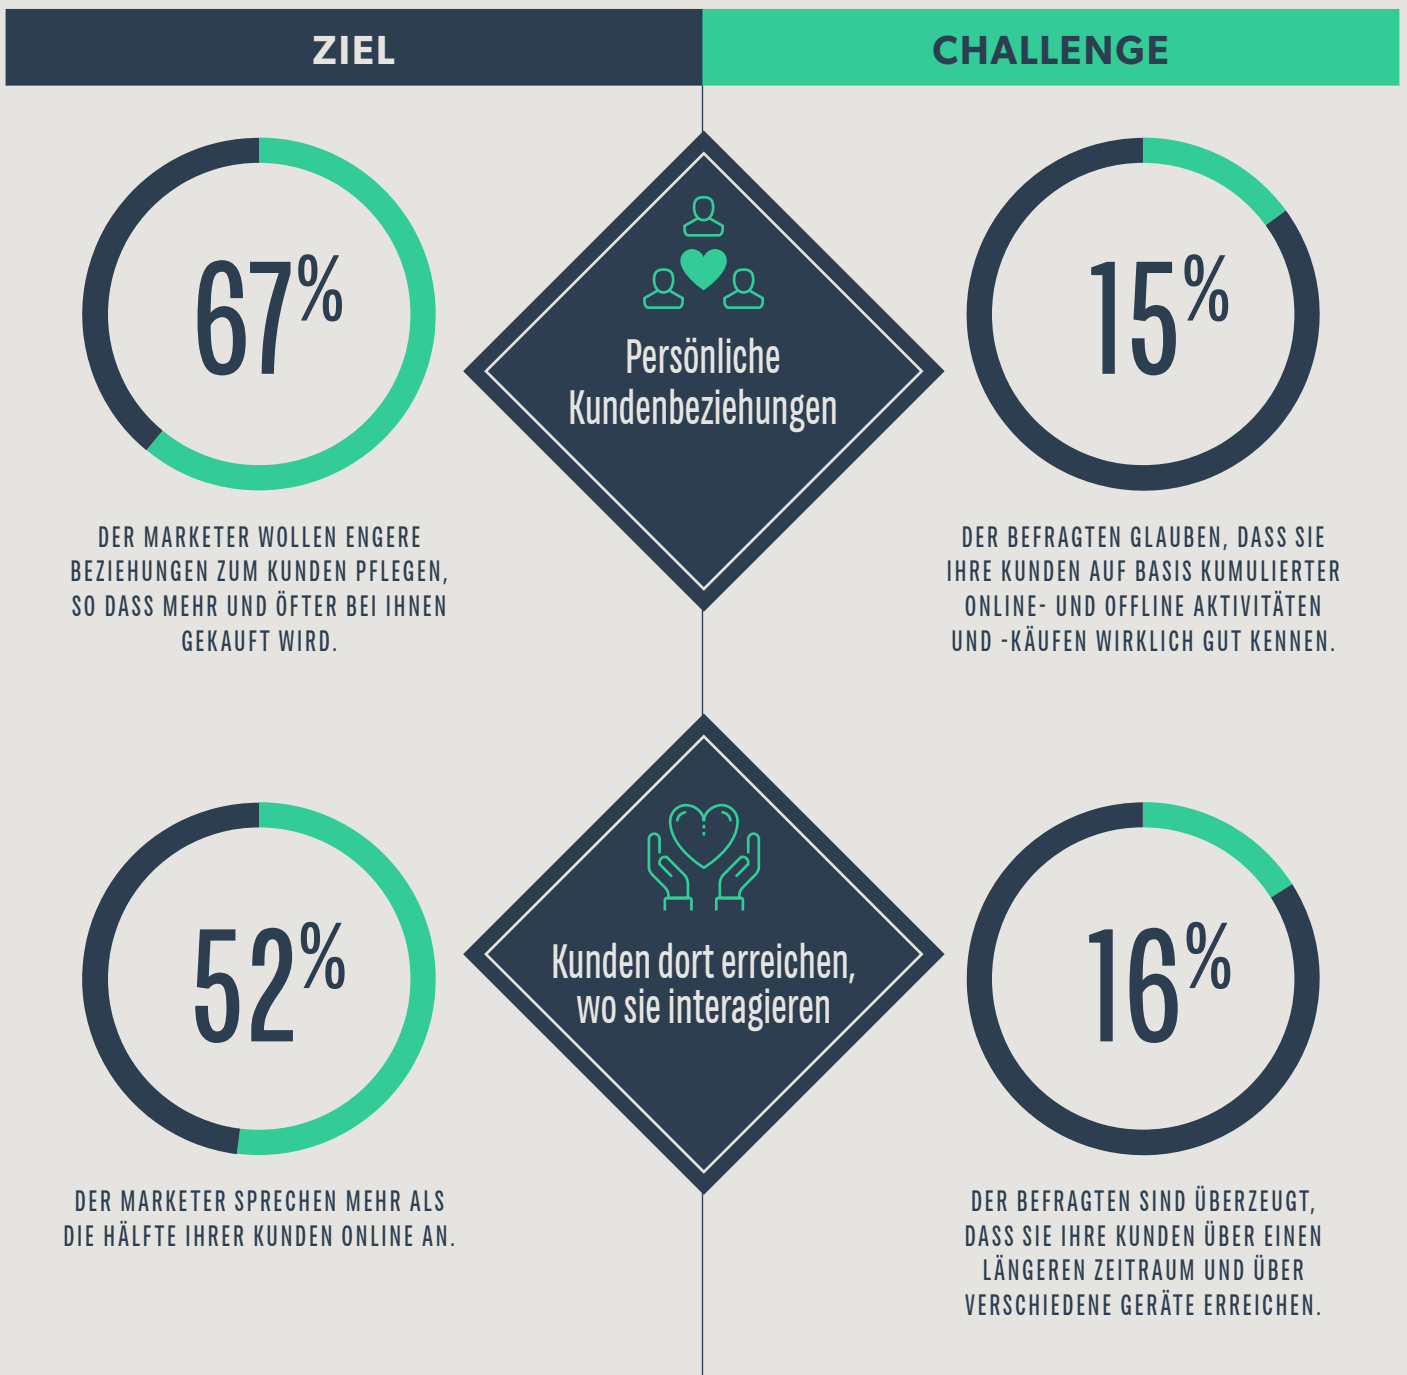 ZIEL
CHALLENGE
67%
Persönliche
Kundenbeziehungen
15%
DER MARKETER WOLLEN ENGERE
BEZIEHUNGEN ZUM KUNDEN PFLEGEN,
SO DASS MEHR UND ÖFTER BEI IHNEN
GEKAUFT WIRD.
DER BEFRAGTEN GLAUBEN, DASS SIE
IHRE KUNDEN AUF BASIS KUMULIERTER
ONLINE- UND OFFLINE AKTIVITÄTEN
UND -KÄUFEN WIRKLICH GUT KENNEN.
52%
Kunden dort erreichen,
wo sie interagieren
16%
DER MARKETER SPRECHEN MEHR ALS
DIE HÄLFTE IHRER KUNDEN ONLINE AN.
DER BEFRAGTEN SIND ÜBERZEUGT,
DASS SIE IHRE KUNDEN ÜBER EINEN
LÄNGEREN ZEITRAUM UND ÜBER
VERSCHIEDENE GERÄTE ERREICHEN.